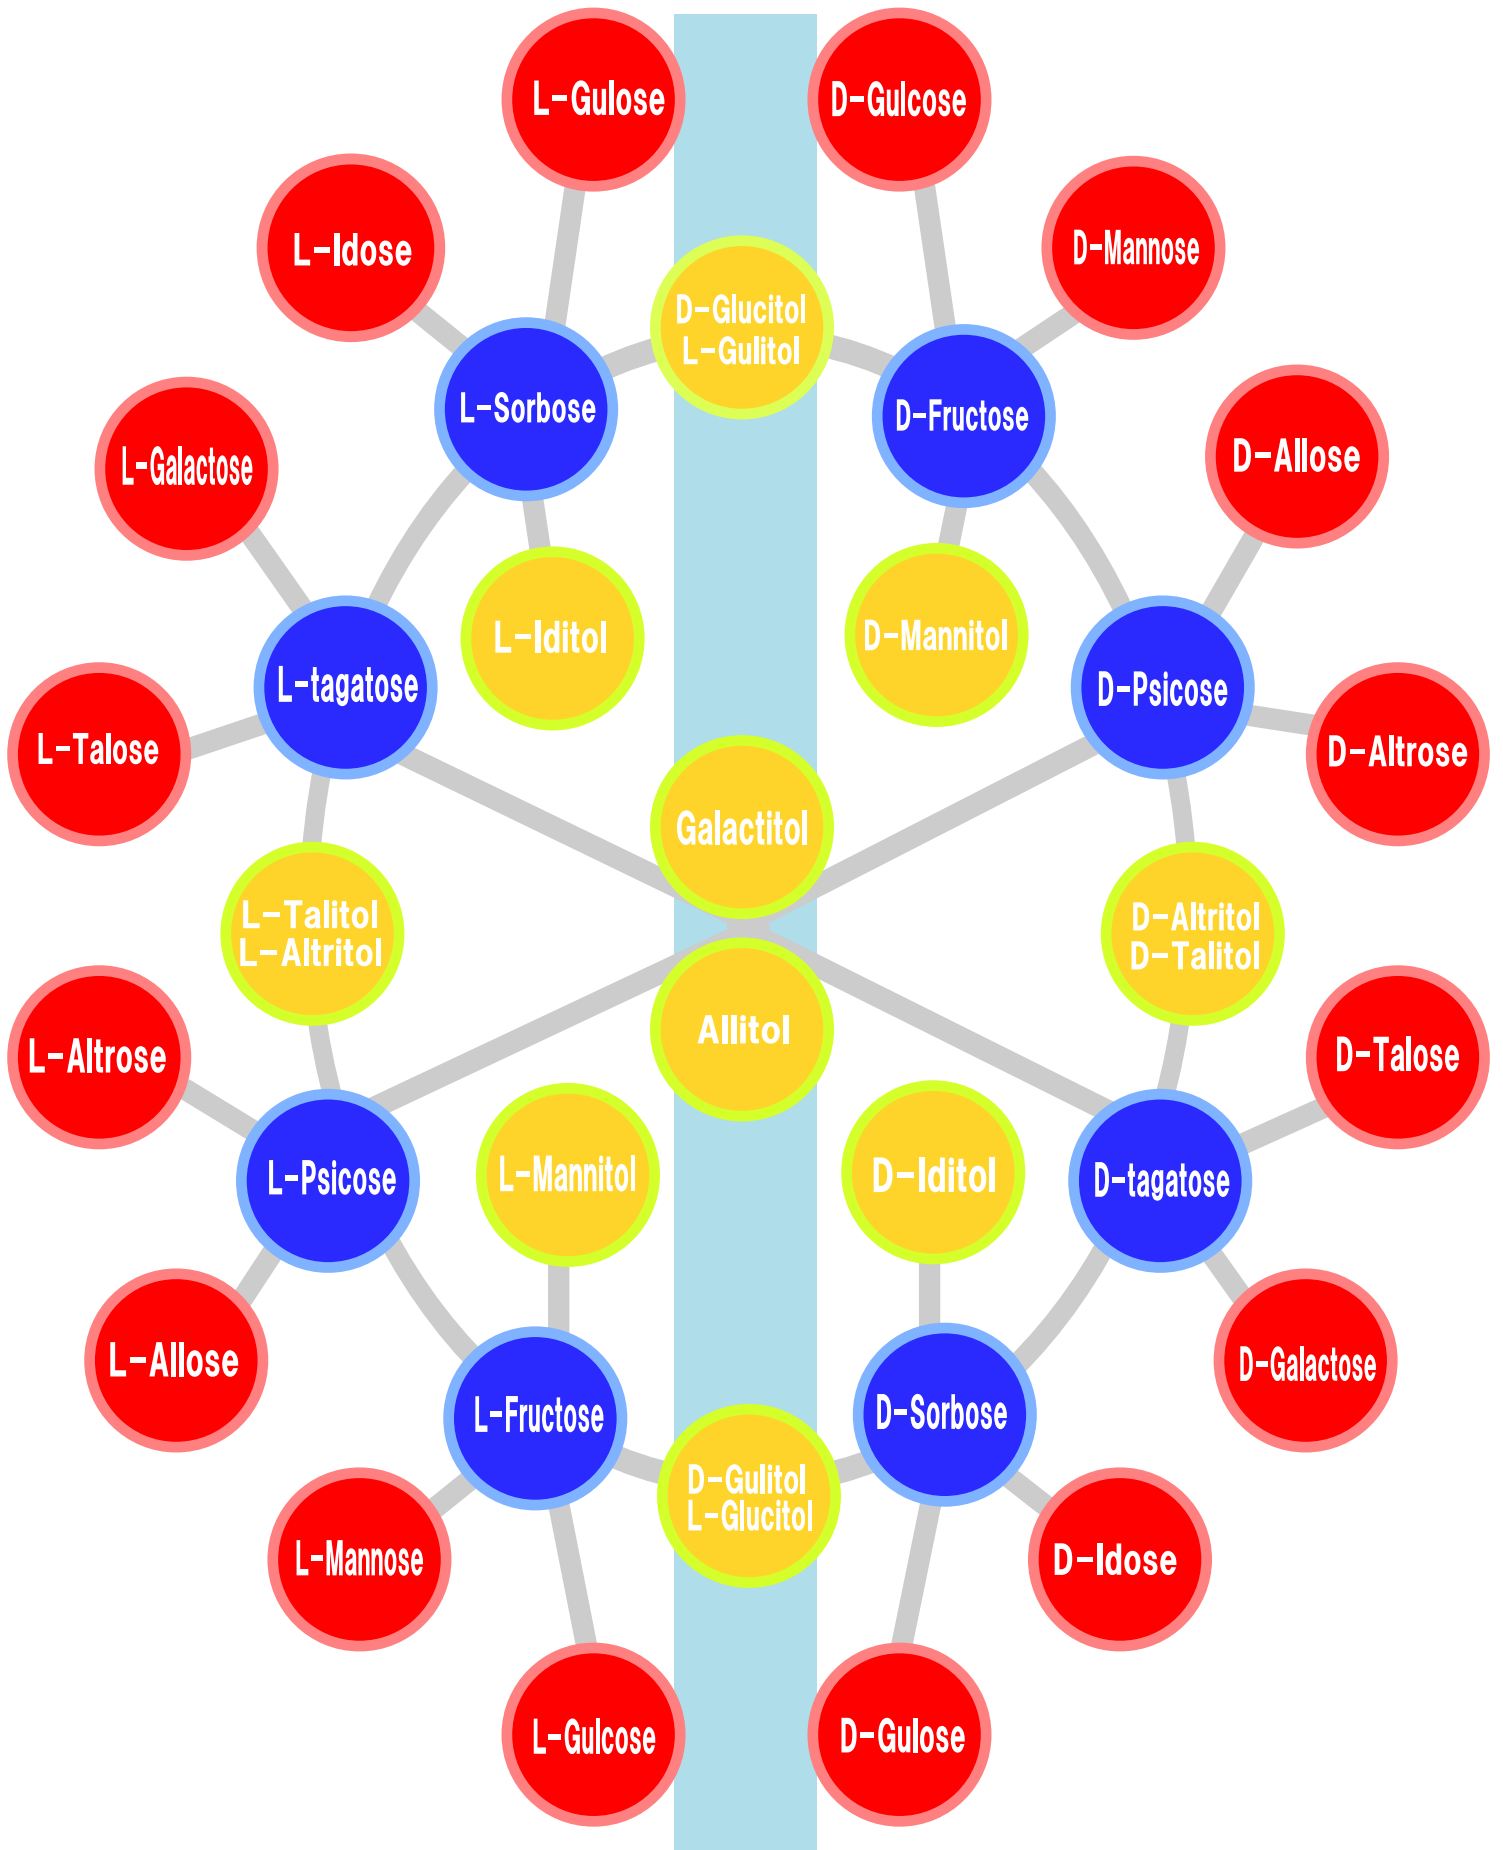 L-Gulose
D-Gulcose
L-Idose
D-Mannose
D-Glucitol
L-Gulitol
L-Sorbose
D-Fructose
L-Galactose
D-Allose
L-Iditol
D-Mannitol
L-tagatose
D-Psicose
L-Talose
D-Altrose
Galactitol
L-Talitol
L-Altritol
D-Altritol
D-Talitol
Allitol
L-Altrose
D-Talose
L-Psicose
L-Mannitol
D-Iditol
D-tagatose
L-Allose
D-Galactose
L-Fructose
D-Sorbose
D-Gulitol
L-Glucitol
L-Mannose
D-Idose
L-Gulcose
D-Gulose